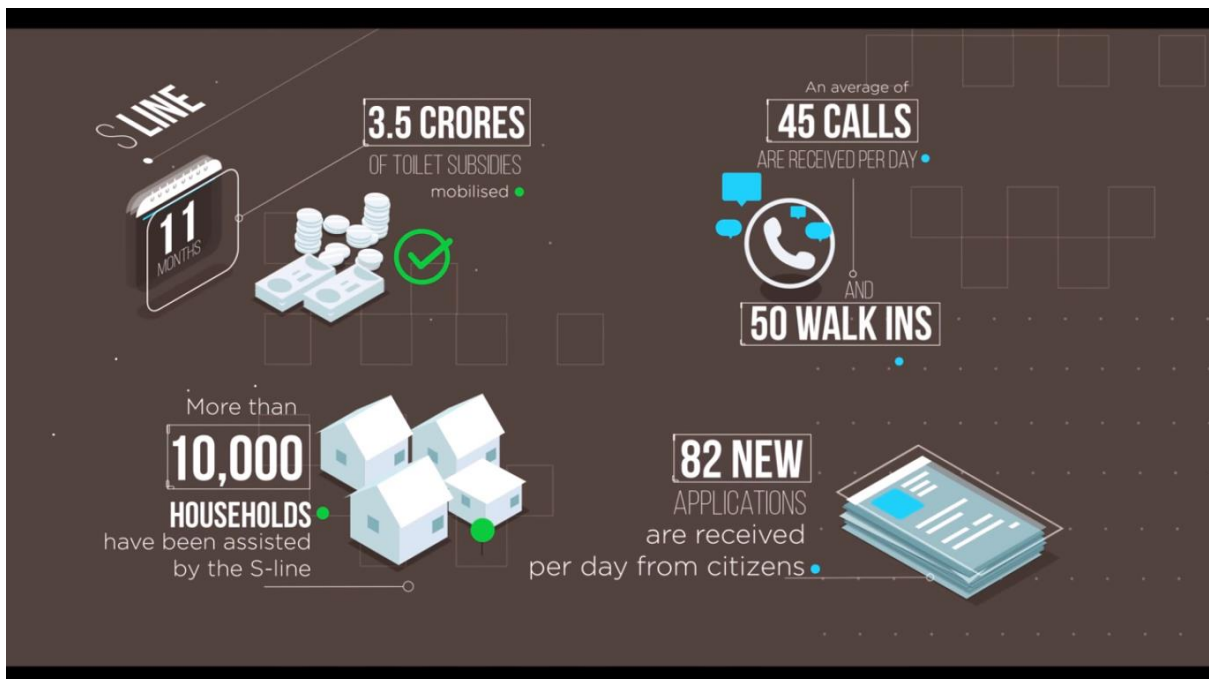 S LINE
11
MONTHS
3.5 CRORES
OF TOILET SUBSIDIES
mobilised
An average of
45 CALLS
ARE RECEIVED PER DAY
AND
50 WALK INS
More than
10,000
HOUSEHOLDS
have been assisted
by the S-line
82 NEW
APPLICATIONS
are received
per day from citizens